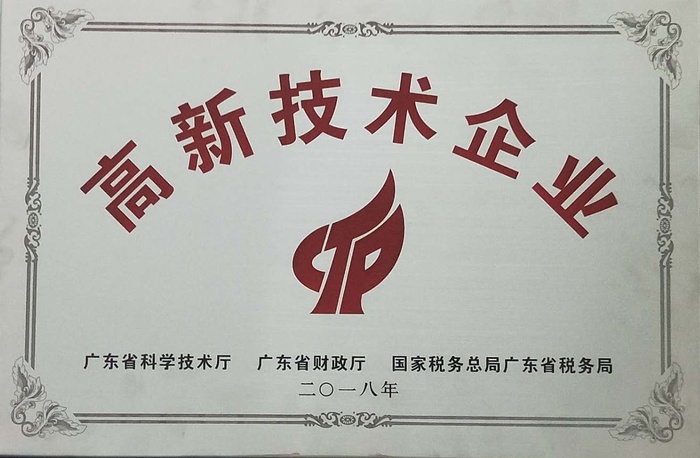 高新技术企业
广东省科学技术厅 广东省财政厅 国家税务总局广东省税务局
二〇一八年